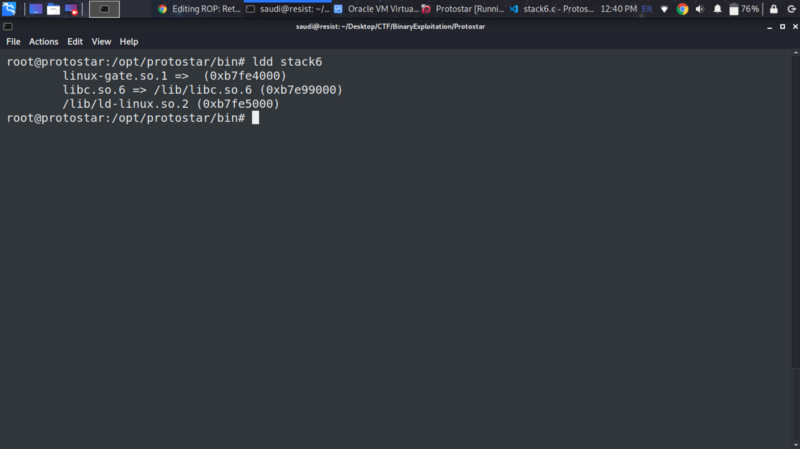 Editing ROP: Ret... saudi@resist: ~/... Oracle VM Virtua... Protostar [Runni... stack6.c - Protos... 12:40 PM EN 76%
saudi@resist: ~/Desktop/CTF/BinaryExploitation/Protostar
File Actions Edit View Help
root@protostar:/opt/protostar/bin# ldd stack6
linux-gate.so.1 =>  (0xb7fe4000)
libc.so.6 => /lib/libc.so.6 (0xb7e99000)
/lib/ld-linux.so.2 (0xb7fe5000)
root@protostar:/opt/protostar/bin#